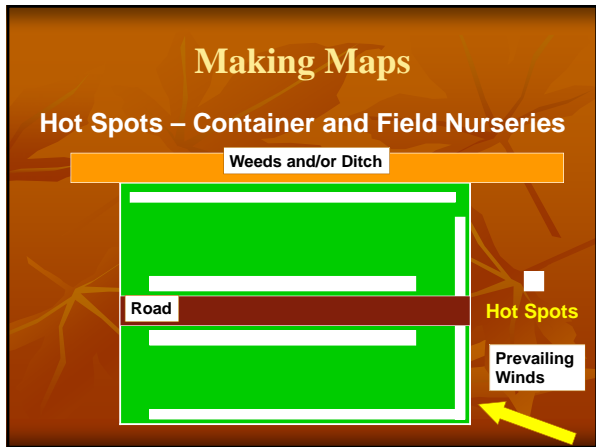 Making Maps
Hot Spots – Container and Field Nurseries
Weeds and/or Ditch
Road
Hot Spots
Prevailing
Winds